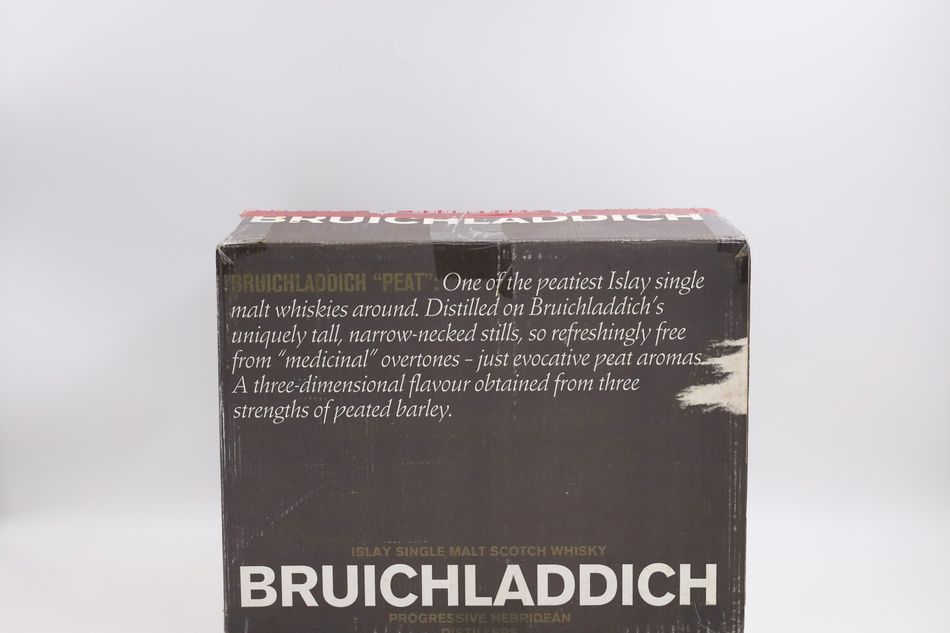 BRUICHLADDICH
BRUICHLADDICH "PEAT": One of the peatiest Islay single
malt whiskies around. Distilled on Bruichladdich's
uniquely tall, narrow-necked stills, so refreshingly free
from "medicinal" overtones – just evocative peat aromas.
A three-dimensional flavour obtained from three
strengths of peated barley.
ISLAY SINGLE MALT SCOTCH WHISKY
BRUICHLADDICH
PROGRESSIVE HEBRIDEAN
DISTILLERS